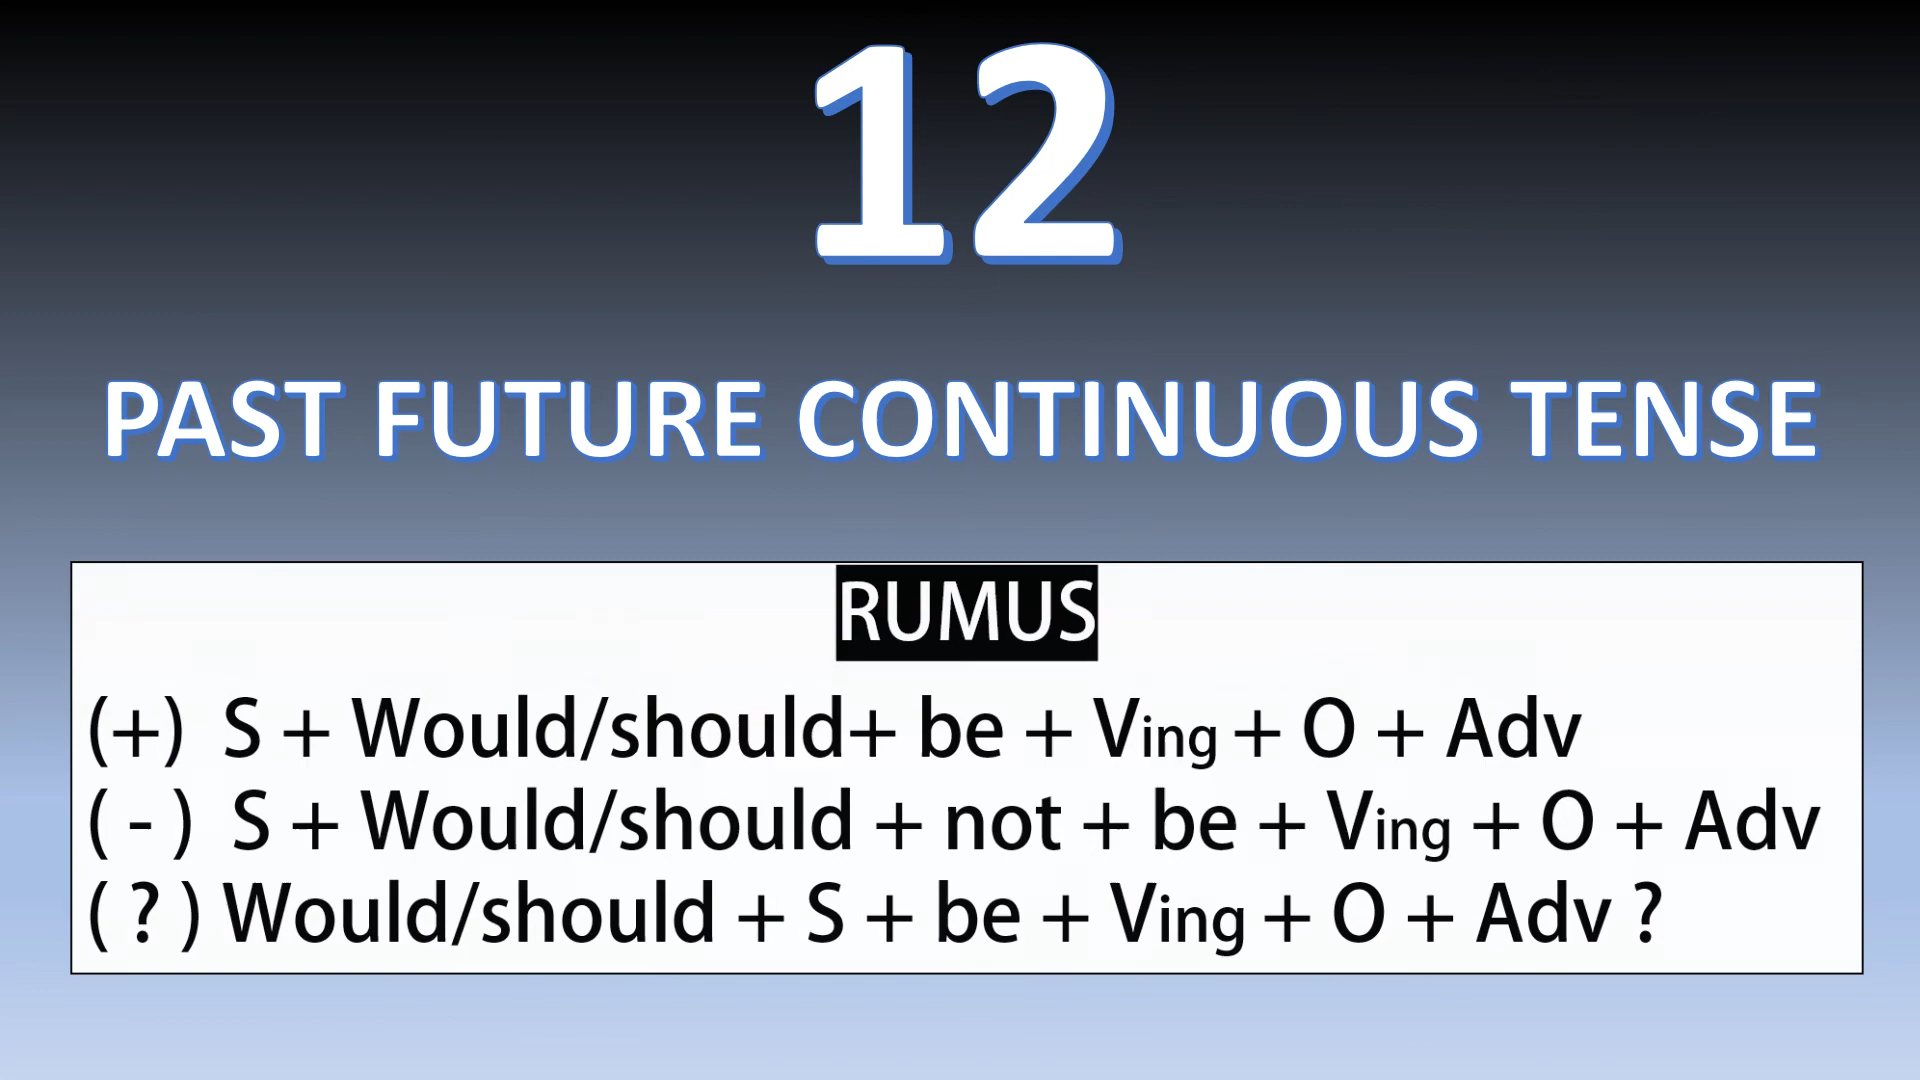 12
PAST FUTURE CONTINUOUS TENSE
RUMUS
(+) S + Would/should+ be + Ving + O + Adv
( - ) S + Would/should + not + be + Ving + O + Adv
( ? ) Would/should + S + be + Ving + O + Adv ?